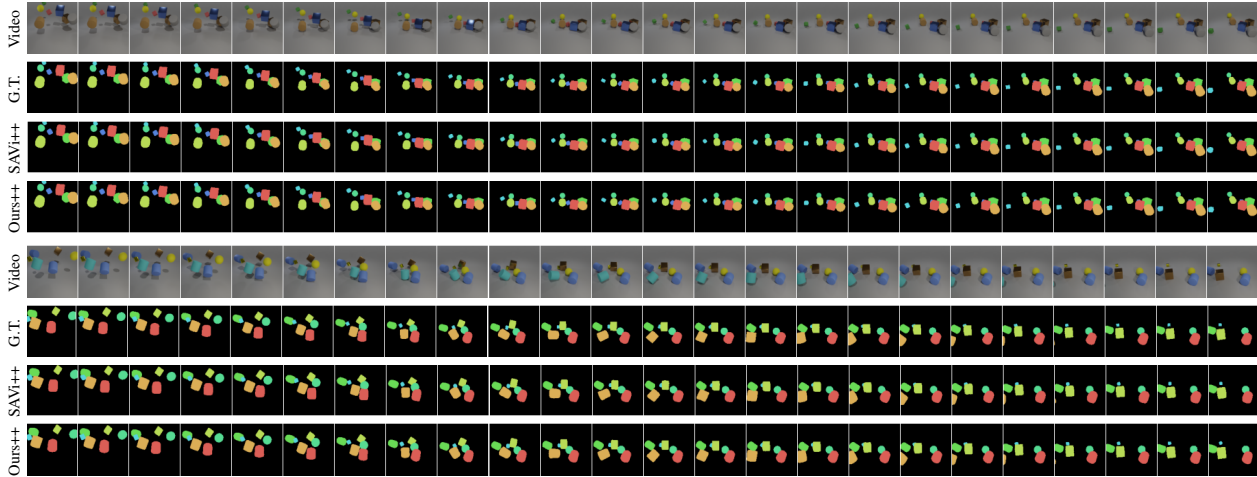 Video
G.T.
SAVi++
Ours++
Video
G.T.
SAVi++
Ours++